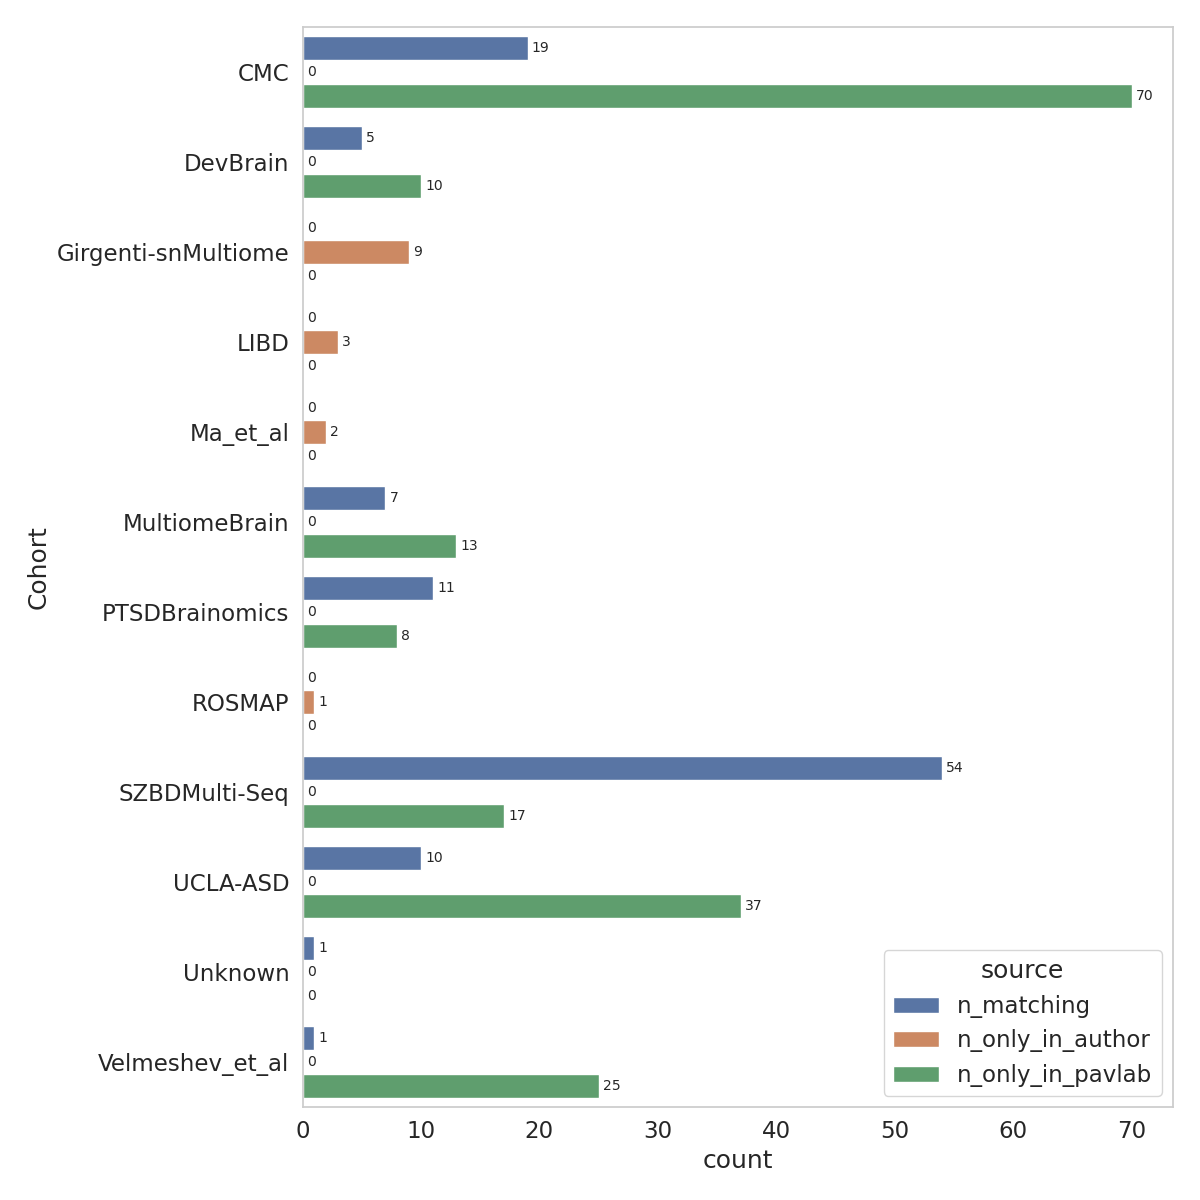 CMC
19
0
70
DevBrain
5
0
10
Girgenti-snMultiome
0
9
0
LIBD
0
3
0
Ma_et_al
0
2
0
MultiomeBrain
7
0
13
PTSDBrainomics
11
0
8
ROSMAP
0
1
0
SZBDMulti-Seq
54
0
17
UCLA-ASD
10
0
37
Unknown
1
0
0
Velmeshev_et_al
1
0
25
Cohort
source
n_matching
n_only_in_author
n_only_in_pavlab
0 10 20 30 40 50 60 70
count